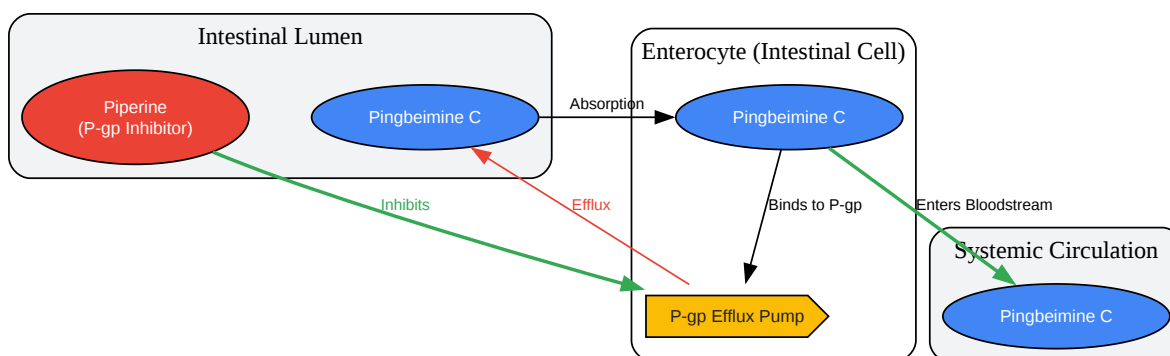 Intestinal Lumen
Enterocyte (Intestinal Cell)
Piperine
(P-gp Inhibitor)
Pingbeimine C
Absorption
Pingbeimine C
Inhibits
Efflux
Binds to P-gp
Enters Bloodstream
Systemic Circulation
P-gp Efflux Pump
Pingbeimine C